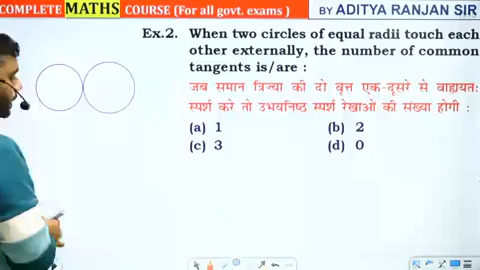 COMPLETE MATHS COURSE (For all govt. exams )
BY ADITYA RANJAN SIR
Ex.2. When two circles of equal radii touch each
other externally, the number of common
tangents is/are :
जब समान त्रिज्या की दो वृत्त एक-दूसरे से वाह्यतः
स्पर्श करे तो उभयनिष्ठ स्पर्श रेखाओं की संख्या होगी :
(a) 1 (b) 2
(c) 3 (d) 0